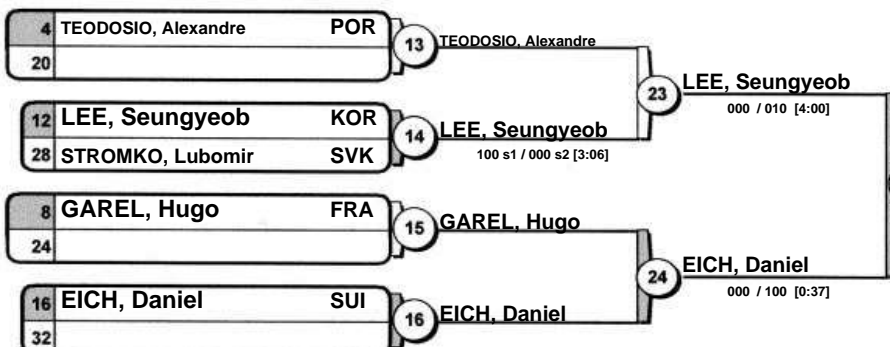 4 TEODOSIO, Alexandre POR
20
13 TEODOSIO, Alexandre
12 LEE, Seungyeob KOR
28 STROMKO, Lubomir SVK
14 LEE, Seungyeob
100 s1 / 000 s2 [3:06]
23 LEE, Seungyeob
000 / 010 [4:00]
8 GAREL, Hugo FRA
24
15 GAREL, Hugo
16 EICH, Daniel SUI
32
16 EICH, Daniel
24 EICH, Daniel
000 / 100 [0:37]